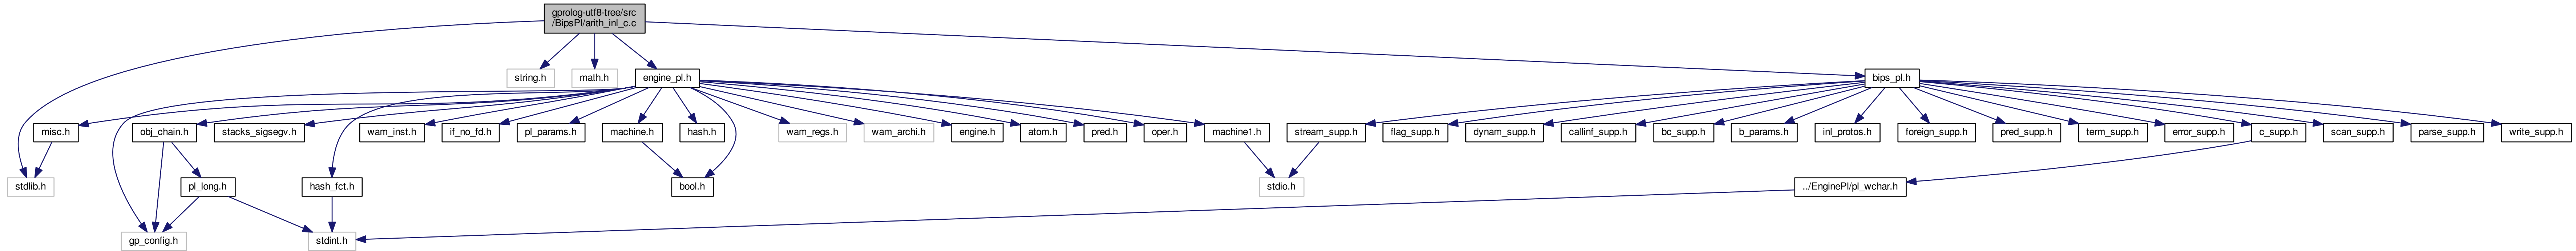 gprolog-utf8-tree/src
/BipsPl/arith_inl_c.c
string.h
math.h
engine_pl.h
bips_pl.h
misc.h
obj_chain.h
stacks_sigsegv.h
wam_inst.h
if_no_fd.h
pl_params.h
machine.h
hash.h
wam_regs.h
wam_archi.h
engine.h
atom.h
pred.h
oper.h
machine1.h
stream_supp.h
flag_supp.h
dynam_supp.h
callinf_supp.h
bc_supp.h
b_params.h
inl_protos.h
foreign_supp.h
pred_supp.h
term_supp.h
error_supp.h
c_supp.h
scan_supp.h
parse_supp.h
write_supp.h
stdlib.h
pl_long.h
hash_fct.h
bool.h
stdio.h
../EnginePl/pl_wchar.h
gp_config.h
stdint.h